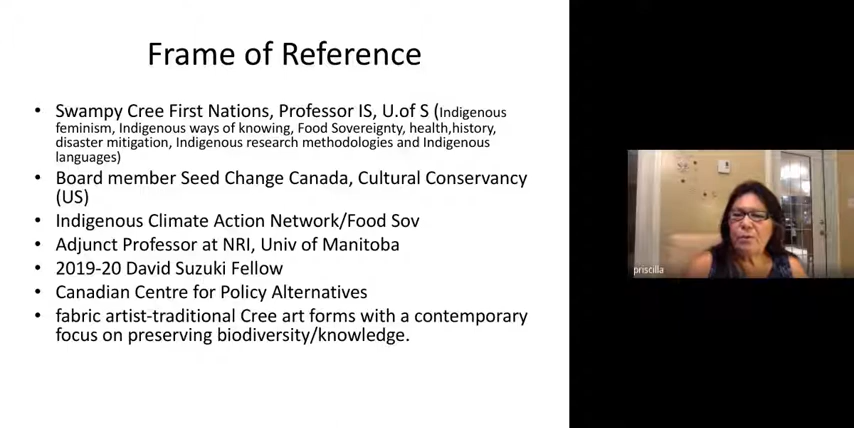 Frame of Reference
• Swampy Cree First Nations, Professor IS, U.of S (Indigenous
feminism, Indigenous ways of knowing, Food Sovereignty, health,history,
disaster mitigation, Indigenous research methodologies and Indigenous
languages)
• Board member Seed Change Canada, Cultural Conservancy
(US)
• Indigenous Climate Action Network/Food Sov
• Adjunct Professor at NRI, Univ of Manitoba
• 2019-20 David Suzuki Fellow
• Canadian Centre for Policy Alternatives
• fabric artist-traditional Cree art forms with a contemporary
focus on preserving biodiversity/knowledge.
priscilla